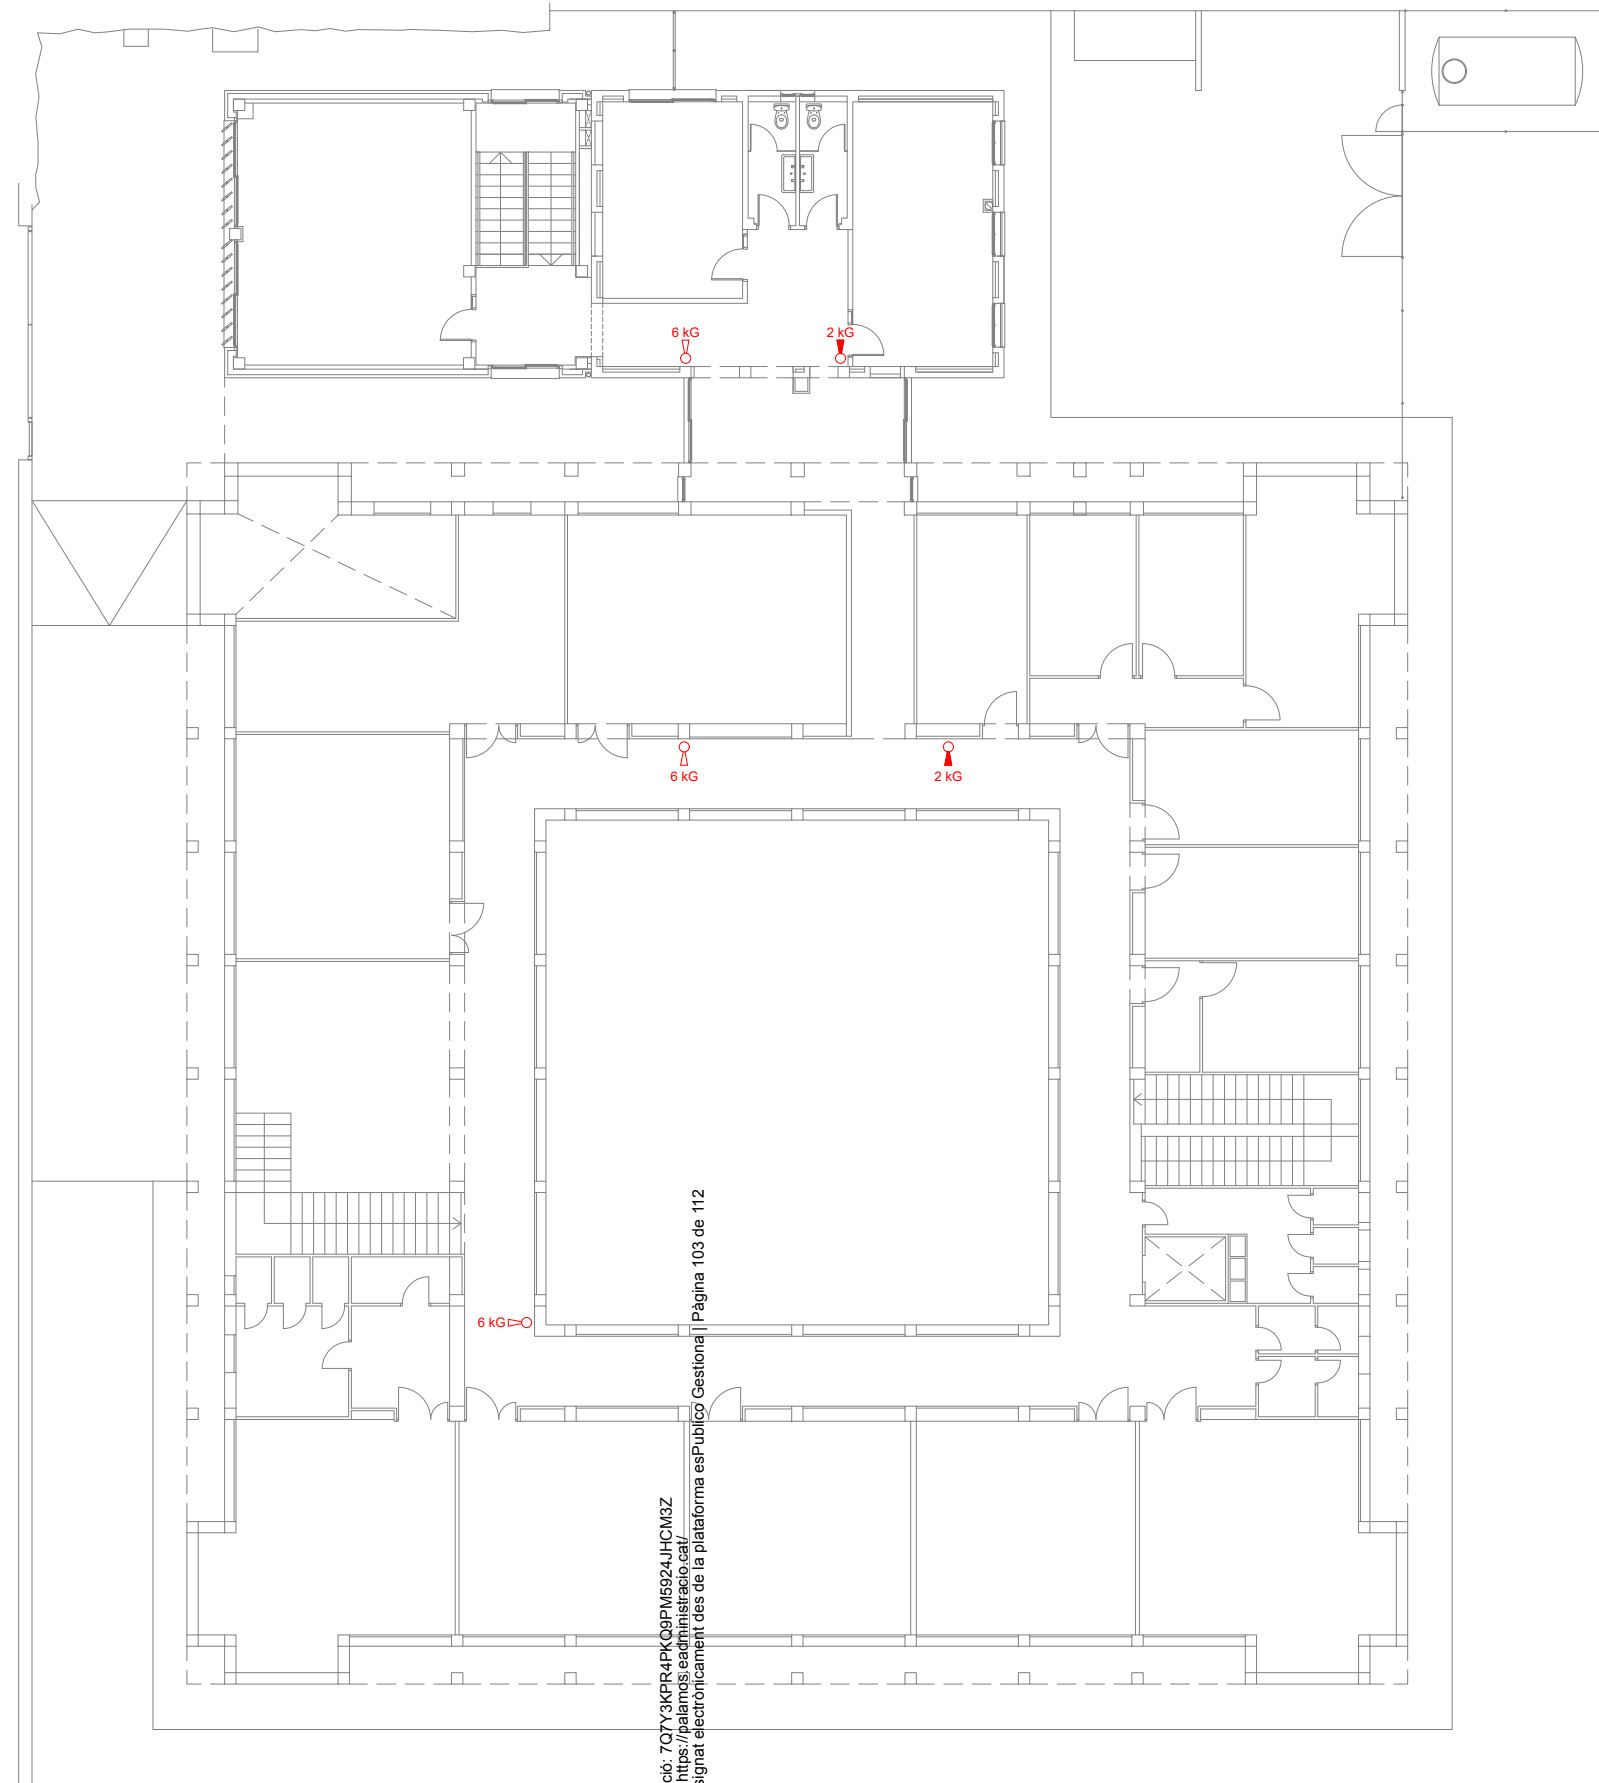 6 kG
2 kG
6 kG
2 kG
6 kG
ció: 7Q7Y3KPR4PKQ9PM5924JHCM3Z
https://palamos.eadministracio.cat/
signat electrònicament des de la plataforma esPublico Gestiona | Pàgina 103 de 112